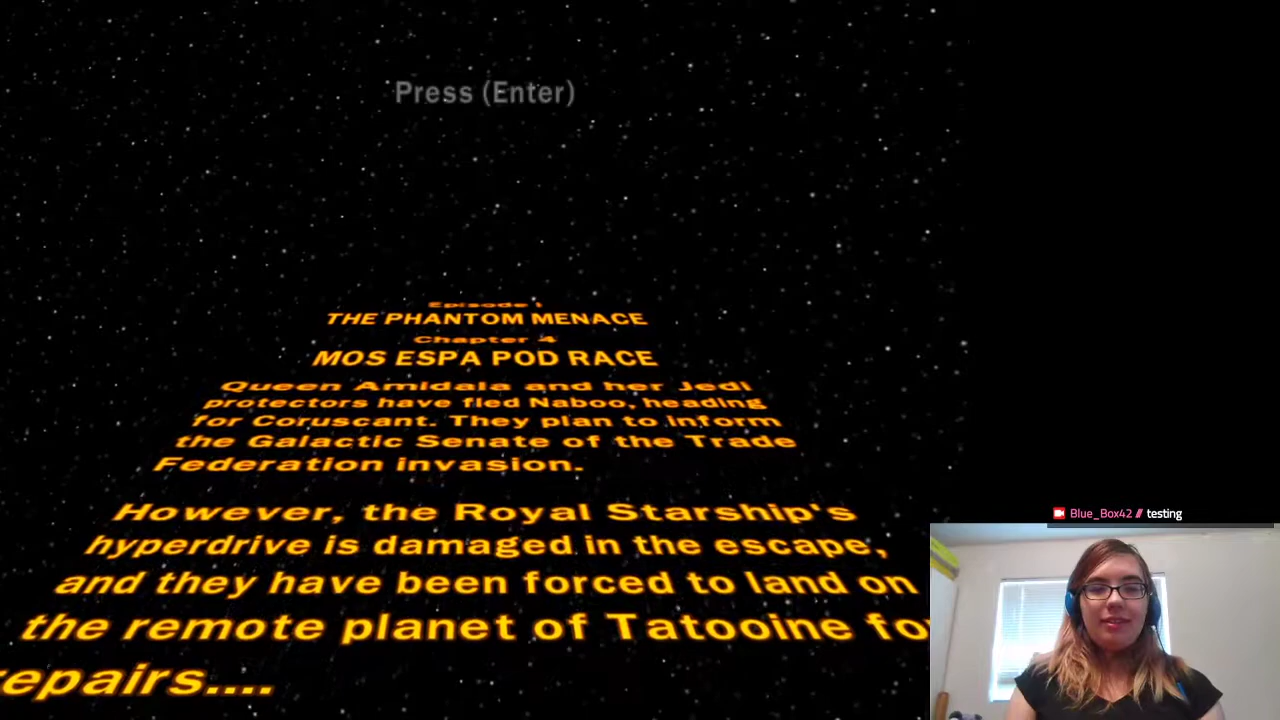 Press (Enter)
Episode I
THE PHANTOM MENACE
Chapter 4
MOS ESPA POD RACE
Queen Amidala and her Jedi
protectors have fled Naboo, heading
for Coruscant. They plan to inform
the Galactic Senate of the Trade
Federation invasion.
However, the Royal Starship's
hyperdrive is damaged in the escape,
and they have been forced to land on
the remote planet of Tatooine for
repairs....
Blue_Box42 // testing